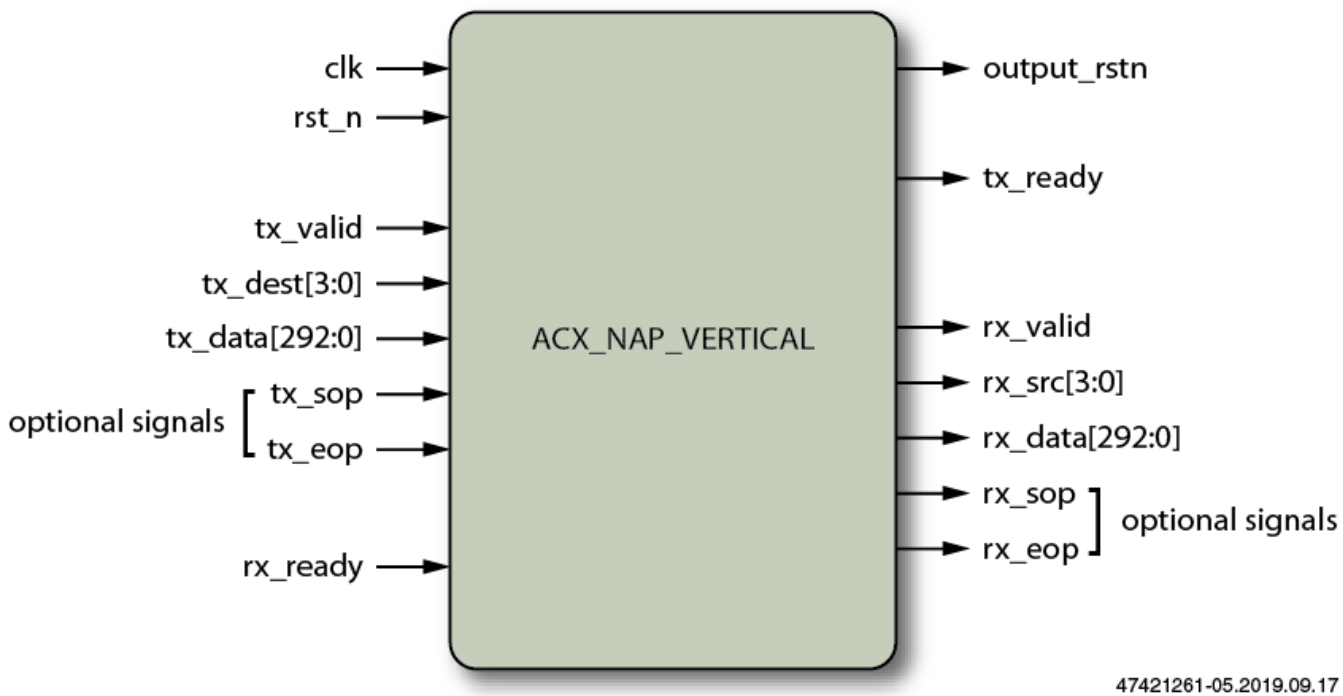 clk
rst_n
tx_valid
tx_dest[3:0]
tx_data[292:0]
optional signals
tx_sop
tx_eop
rx_ready
ACX_NAP_VERTICAL
output_rstn
tx_ready
rx_valid
rx_src[3:0]
rx_data[292:0]
rx_sop
rx_eop
optional signals
47421261-05.2019.09.17